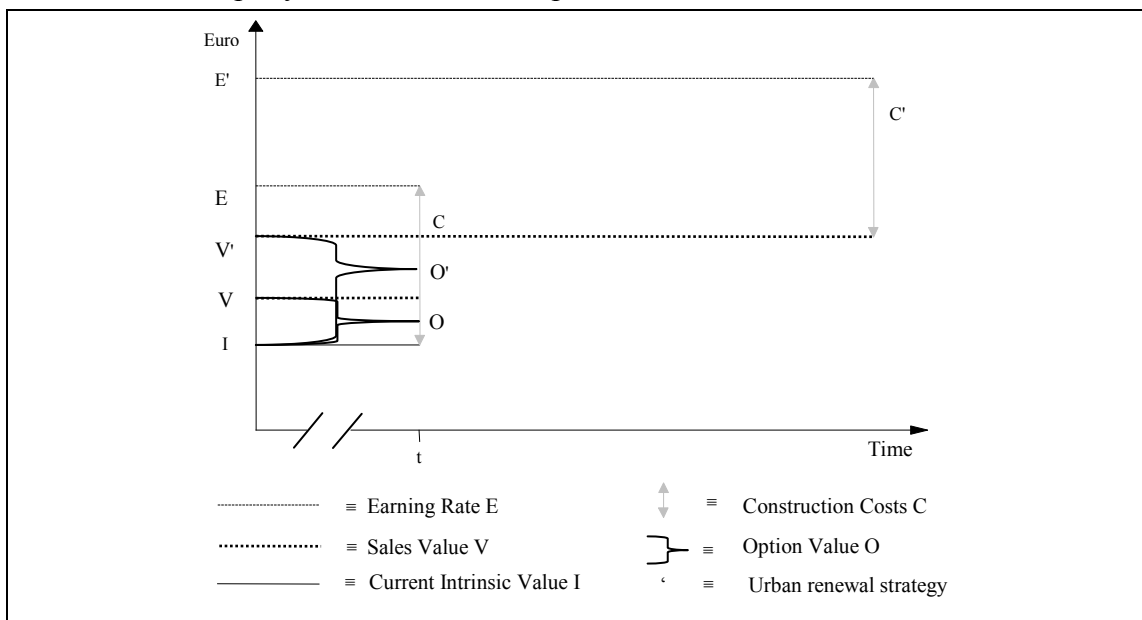 Euro
E'
C'
E
C
V'
O'
V
O
I
t
Time
≡ Earning Rate E
≡ Construction Costs C
≡ Sales Value V
≡ Option Value O
≡ Current Intrinsic Value I
‘ ≡ Urban renewal strategy